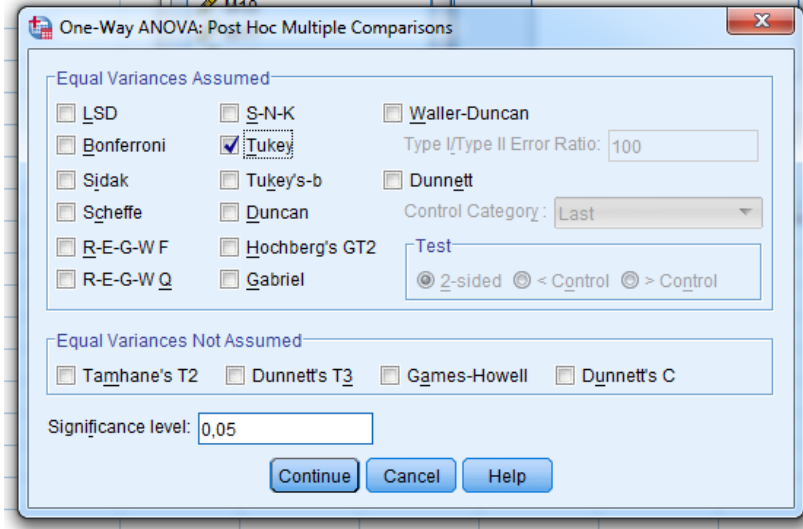 One-Way ANOVA: Post Hoc Multiple Comparisons
Equal Variances Assumed
LSD S-N-K Waller-Duncan
Bonferroni Tukey Type I/Type II Error Ratio: 100
Sidak Tukey's-b Dunnett
Scheffe Duncan Control Category: Last
R-E-G-W F Hochberg's GT2 Test
R-E-G-W Q Gabriel 2-sided < Control > Control
Equal Variances Not Assumed
Tamhane's T2 Dunnett's T3 Games-Howell Dunnett's C
Significance level: 0,05
Continue Cancel Help